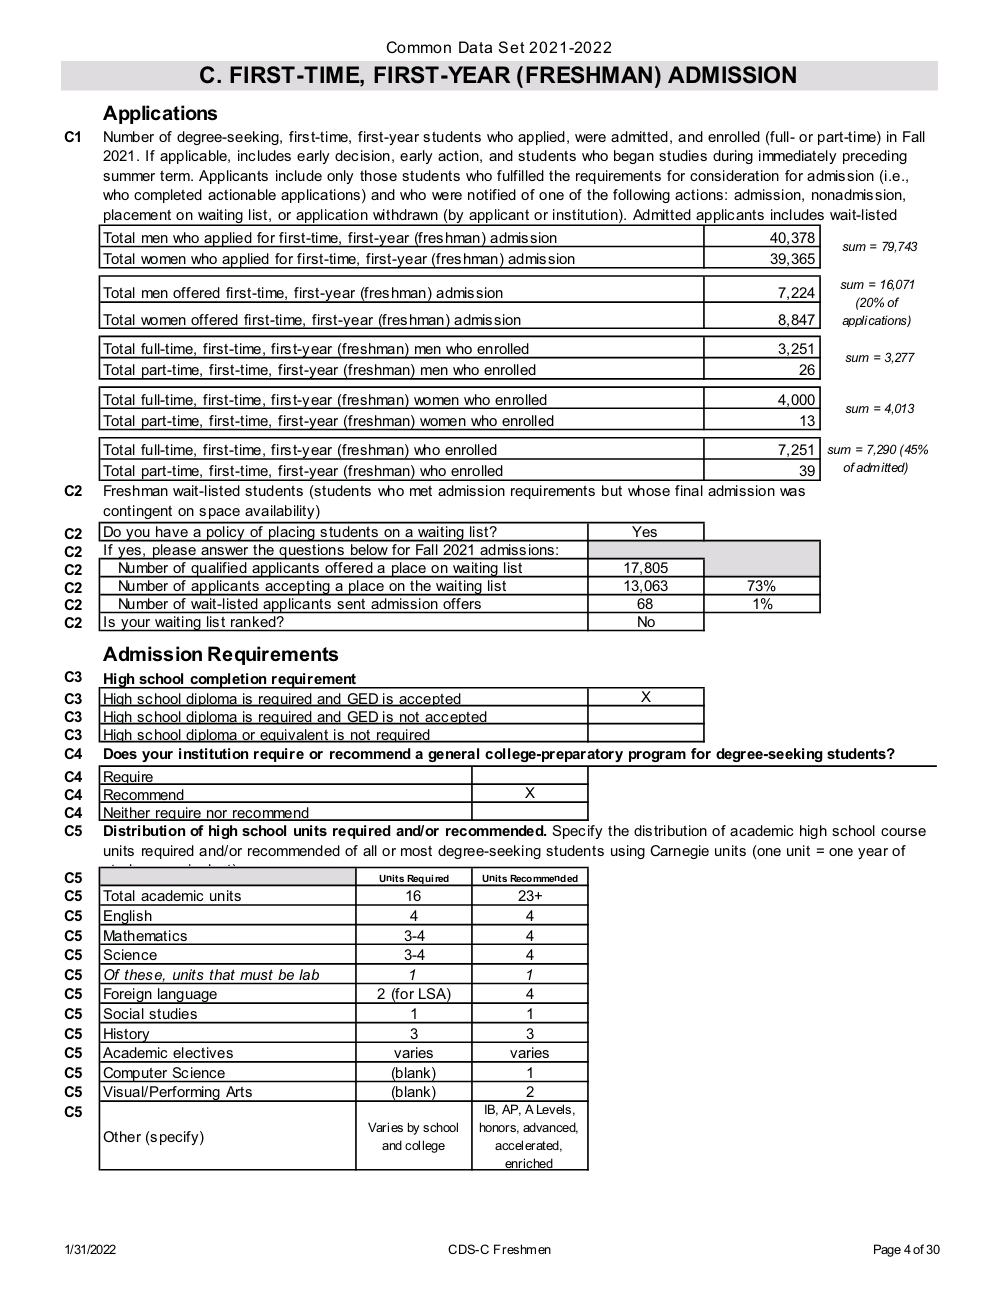 Common Data Set 2021-2022
C. FIRST-TIME, FIRST-YEAR (FRESHMAN) ADMISSION
Applications
C1 Number of degree-seeking, first-time, first-year students who applied, were admitted, and enrolled (full- or part-time) in Fall
2021. If applicable, includes early decision, early action, and students who began studies during immediately preceding
summer term. Applicants include only those students who fulfilled the requirements for consideration for admission (i.e.,
who completed actionable applications) and who were notified of one of the following actions: admission, nonadmission,
placement on waiting list, or application withdrawn (by applicant or institution). Admitted applicants includes wait-listed
Total men who applied for first-time, first-year (freshman) admission 40,378
sum = 79,743
Total women who applied for first-time, first-year (freshman) admission 39,365
sum = 16,071
Total men offered first-time, first-year (freshman) admission 7,224
(20% of
Total women offered first-time, first-year (freshman) admission 8,847 applications)
Total full-time, first-time, first-year (freshman) men who enrolled 3,251
sum = 3,277
Total part-time, first-time, first-year (freshman) men who enrolled 26
Total full-time, first-time, first-year (freshman) women who enrolled 4,000
sum = 4,013
Total part-time, first-time, first-year (freshman) women who enrolled 13
Total full-time, first-time, first-year (freshman) who enrolled 7,251 sum = 7,290 (45%
Total part-time, first-time, first-year (freshman) who enrolled 39 of admitted)
C2 Freshman wait-listed students (students who met admission requirements but whose final admission was
contingent on space availability)
C2 Do you have a policy of placing students on a waiting list? Yes
C2 If yes, please answer the questions below for Fall 2021 admissions:
C2 Number of qualified applicants offered a place on waiting list 17,805
C2 Number of applicants accepting a place on the waiting list 13,063 73%
C2 Number of wait-listed applicants sent admission offers 68 1%
C2 Is your waiting list ranked? No
Admission Requirements
C3 High school completion requirement
C3 High school diploma is required and GED is accepted X
C3 High school diploma is required and GED is not accepted
C3 High school diploma or equivalent is not required
C4 Does your institution require or recommend a general college-preparatory program for degree-seeking students?
C4 Require
C4 Recommend X
C4 Neither require nor recommend
C5 Distribution of high school units required and/or recommended. Specify the distribution of academic high school course
units required and/or recommended of all or most degree-seeking students using Carnegie units (one unit = one year of
C5 Units Required Units Recommended
C5 Total academic units 16 23+
C5 English 4 4
C5 Mathematics 3-4 4
C5 Science 3-4 4
C5 Of these, units that must be lab 1 1
C5 Foreign language 2 (for LSA) 4
C5 Social studies 1 1
C5 History 3 3
C5 Academic electives varies varies
C5 Computer Science (blank) 1
C5 Visual/Performing Arts (blank) 2
C5 Other (specify) Varies by school
and college
IB, AP, A Levels,
honors, advanced,
accelerated,
enriched
1/31/2022 CDS-C Freshmen Page 4 of 30